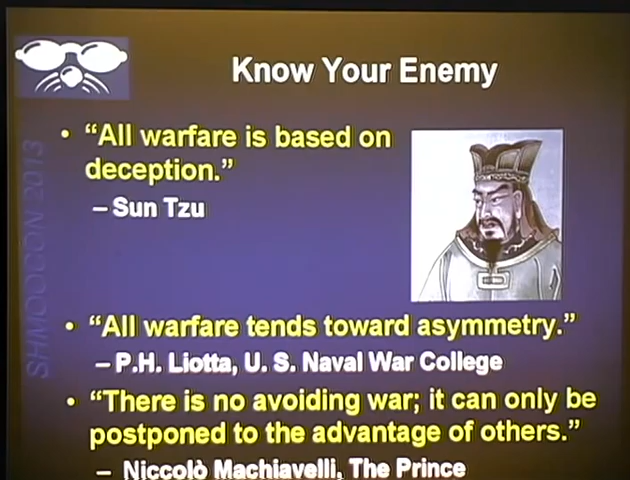 Know Your Enemy
• “All warfare is based on
deception.”
– Sun Tzu
SHMOOCON 2013
• “All warfare tends toward asymmetry.”
– P.H. Liotta, U. S. Naval War College
• “There is no avoiding war; it can only be
postponed to the advantage of others.”
– Niccolò Machiavelli, The Prince